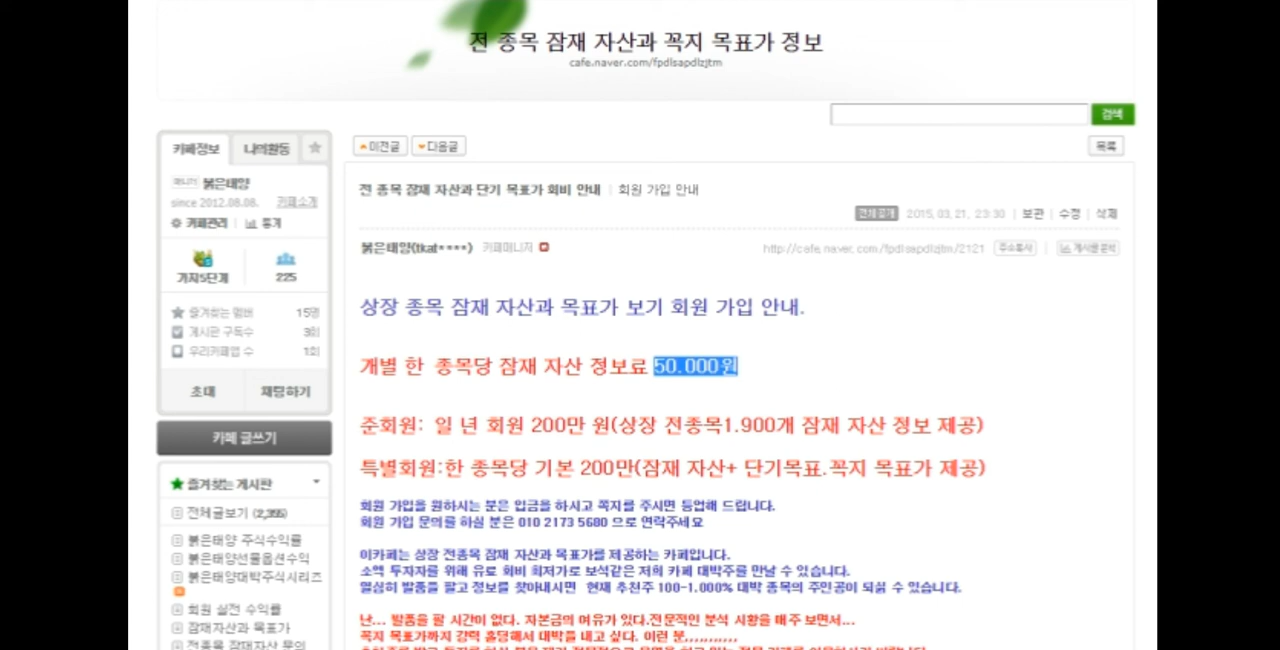 전 종목 잠재 자산과 꼭지 목표가 정보
cafe.naver.com/fpdlsapdlzjtm
검색
카페정보 나의활동
이전글 다음글 목록
매니저 붉은태양
since 2012.08.08. 카페소개
카페관리 통계
가지5단계 225
즐겨찾는 멤버 15명
게시판 구독수 3회
우리카페앱 수 1회
초대 채팅하기
카페 글쓰기
즐겨찾는 게시판
전체글보기
붉은태양 주식수익률
붉은태양선물옵션수익
붉은태양대박주식시리즈
회원 실전 수익률
잠재자산과 목표가
전종목 잠재자산 문의
전 종목 잠재 자산과 단기 목표가 회비 안내 | 회원 가입 안내
전체공개 2015.03.21. 23:30 | 보관 | 수정 | 삭제
붉은태양(tkat****) 카페매니저
http://cafe.naver.com/fpdlsapdlzjtm/2121 주소복사 | 게시물분석
상장 종목 잠재 자산과 목표가 보기 회원 가입 안내.
개별 한 종목당 잠재 자산 정보료 50.000원
준회원: 일 년 회원 200만 원(상장 전종목1.900개 잠재 자산 정보 제공)
특별회원:한 종목당 기본 200만(잠재 자산+ 단기목표.꼭지 목표가 제공)
회원 가입을 원하시는 분은 입금을 하시고 쪽지를 주시면 등업해 드립니다.
회원 가입 문의를 하실 분은 010 2173 5680 으로 연락주세요
이카페는 상장 전종목 잠재 자산과 목표가를 제공하는 카페입니다.
소액 투자자를 위해 유료 회비 최저가로 보석같은 저희 카페 대박주를 만날 수 있습니다.
열심히 발품을 팔고 정보를 찾아내시면 현재 추천주 100-1.000% 대박 종목의 주인공이 되실 수 있습니다.
난... 발품을 팔 시간이 없다. 자본금의 여유가 있다.전문적인 분석 시황을 매주 보면서...
꼭지 목표가까지 강력 홀딩해서 대박을 내고 싶다. 이런 분,,,,,,,,,,,